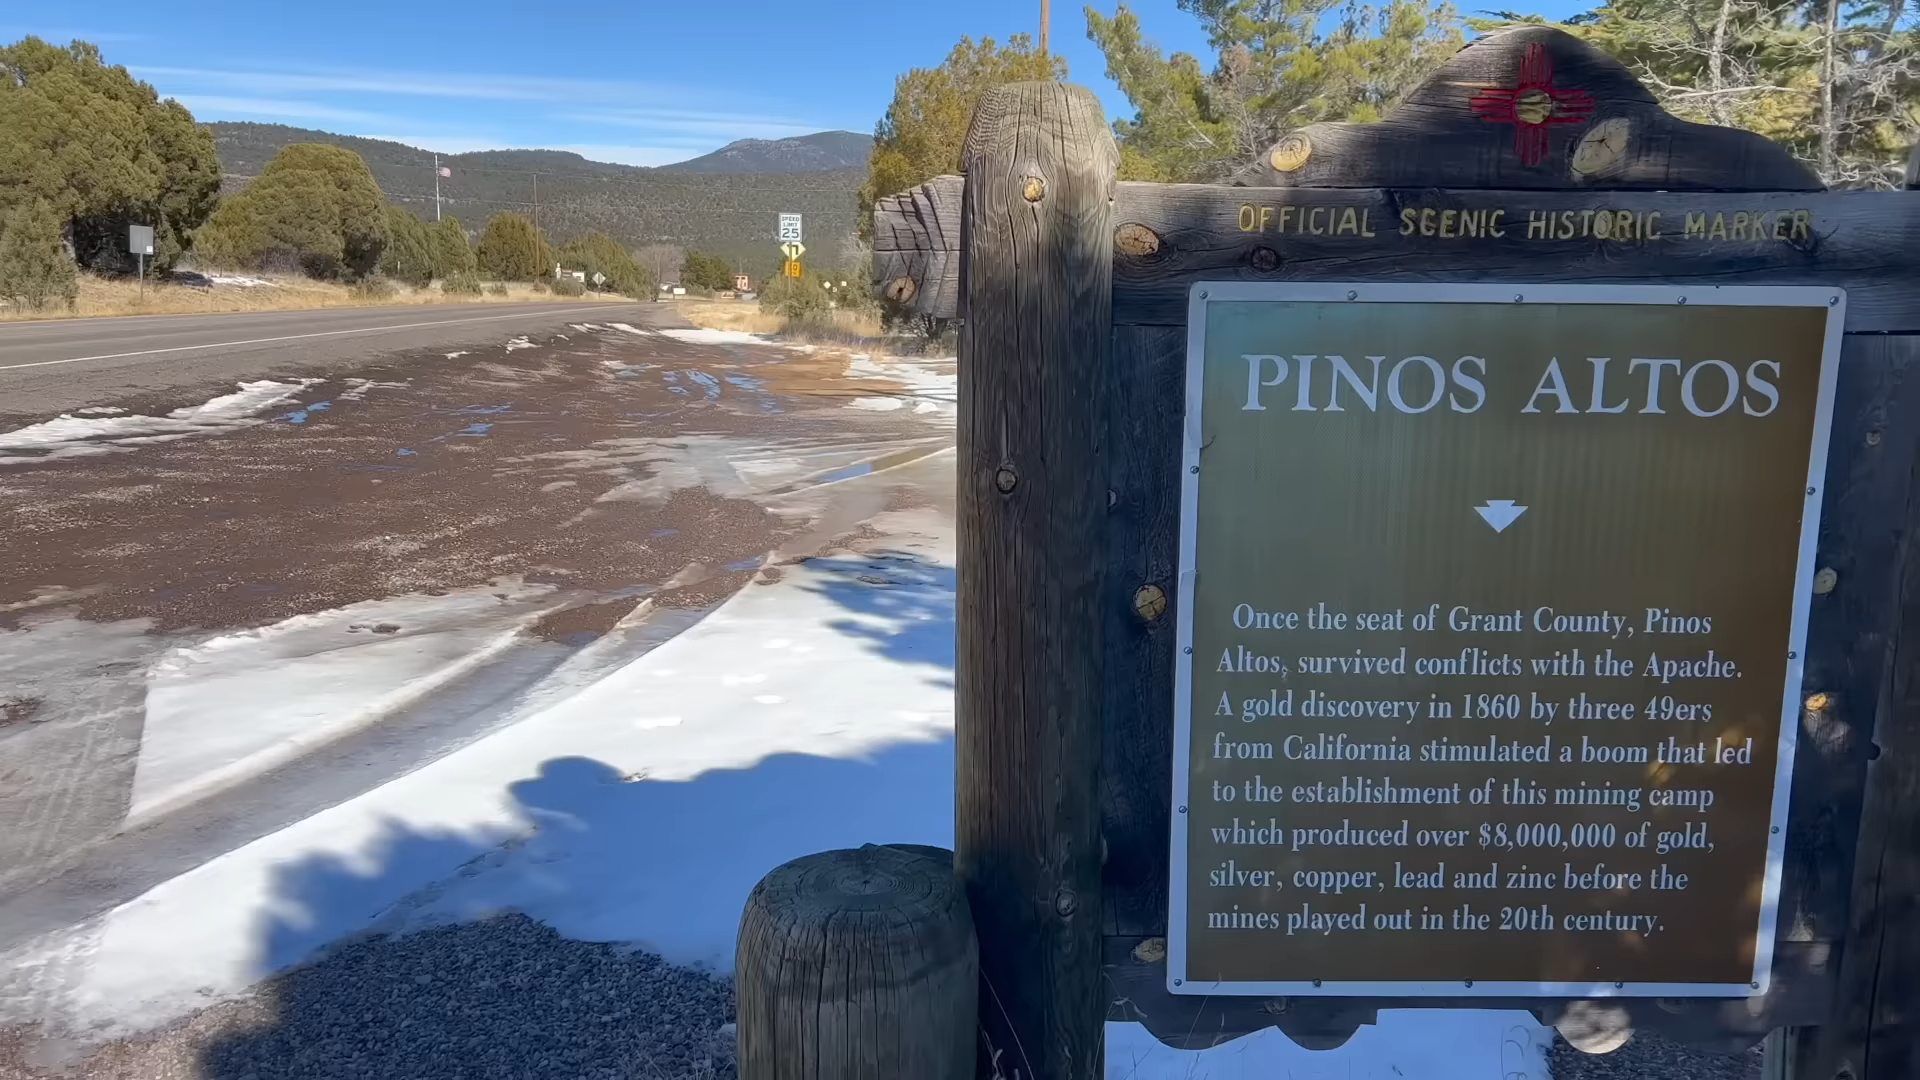 SPEED
LIMIT
25
OFFICIAL SCENIC HISTORIC MARKER
PINOS ALTOS
Once the seat of Grant County, Pinos
Altos, survived conflicts with the Apache.
A gold discovery in 1860 by three 49ers
from California stimulated a boom that led
to the establishment of this mining camp
which produced over $8,000,000 of gold,
silver, copper, lead and zinc before the
mines played out in the 20th century.